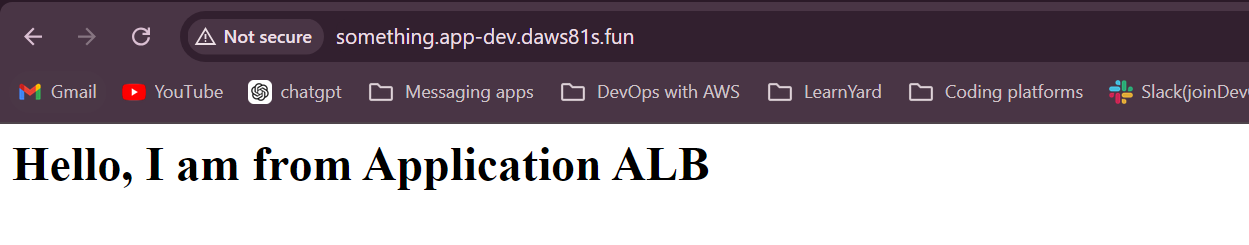 Not secure something.app-dev.daws81s.fun
Gmail YouTube chatgpt Messaging apps DevOps with AWS LearnYard Coding platforms Slack(joinDev
Hello, I am from Application ALB